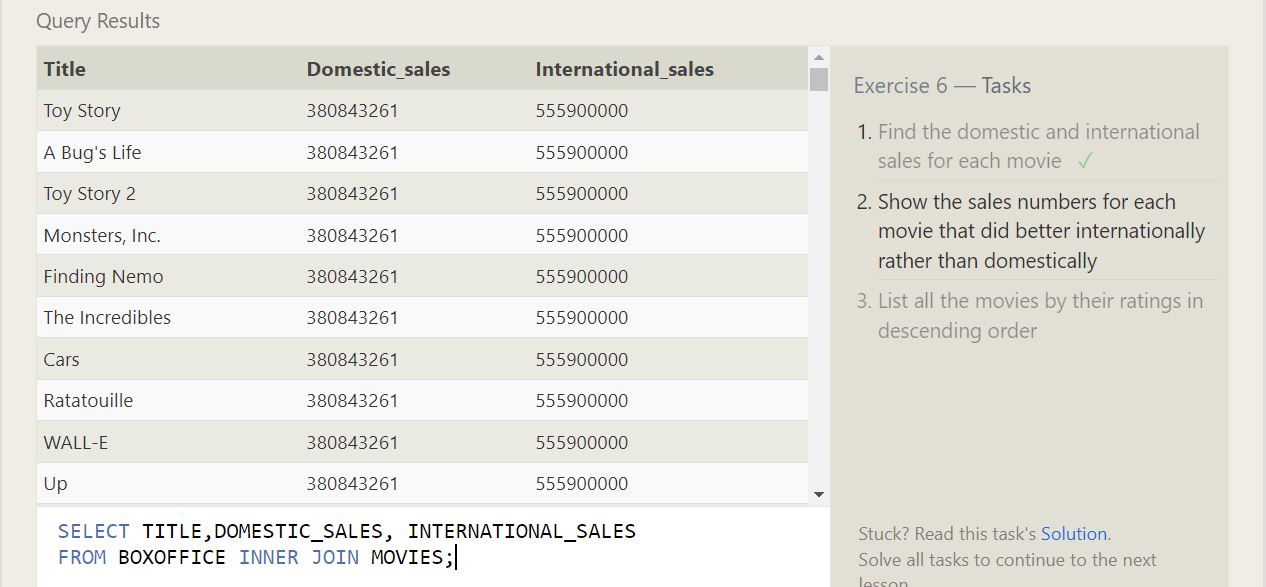 Query Results
Title Domestic_sales International_sales
Toy Story 380843261 555900000
A Bug's Life 380843261 555900000
Toy Story 2 380843261 555900000
Monsters, Inc. 380843261 555900000
Finding Nemo 380843261 555900000
The Incredibles 380843261 555900000
Cars 380843261 555900000
Ratatouille 380843261 555900000
WALL-E 380843261 555900000
Up 380843261 555900000
SELECT TITLE,DOMESTIC_SALES, INTERNATIONAL_SALES
FROM BOXOFFICE INNER JOIN MOVIES;
Exercise 6 — Tasks
1. Find the domestic and international
sales for each movie ✓
2. Show the sales numbers for each
movie that did better internationally
rather than domestically
3. List all the movies by their ratings in
descending order
Stuck? Read this task's Solution.
Solve all tasks to continue to the next
lesson